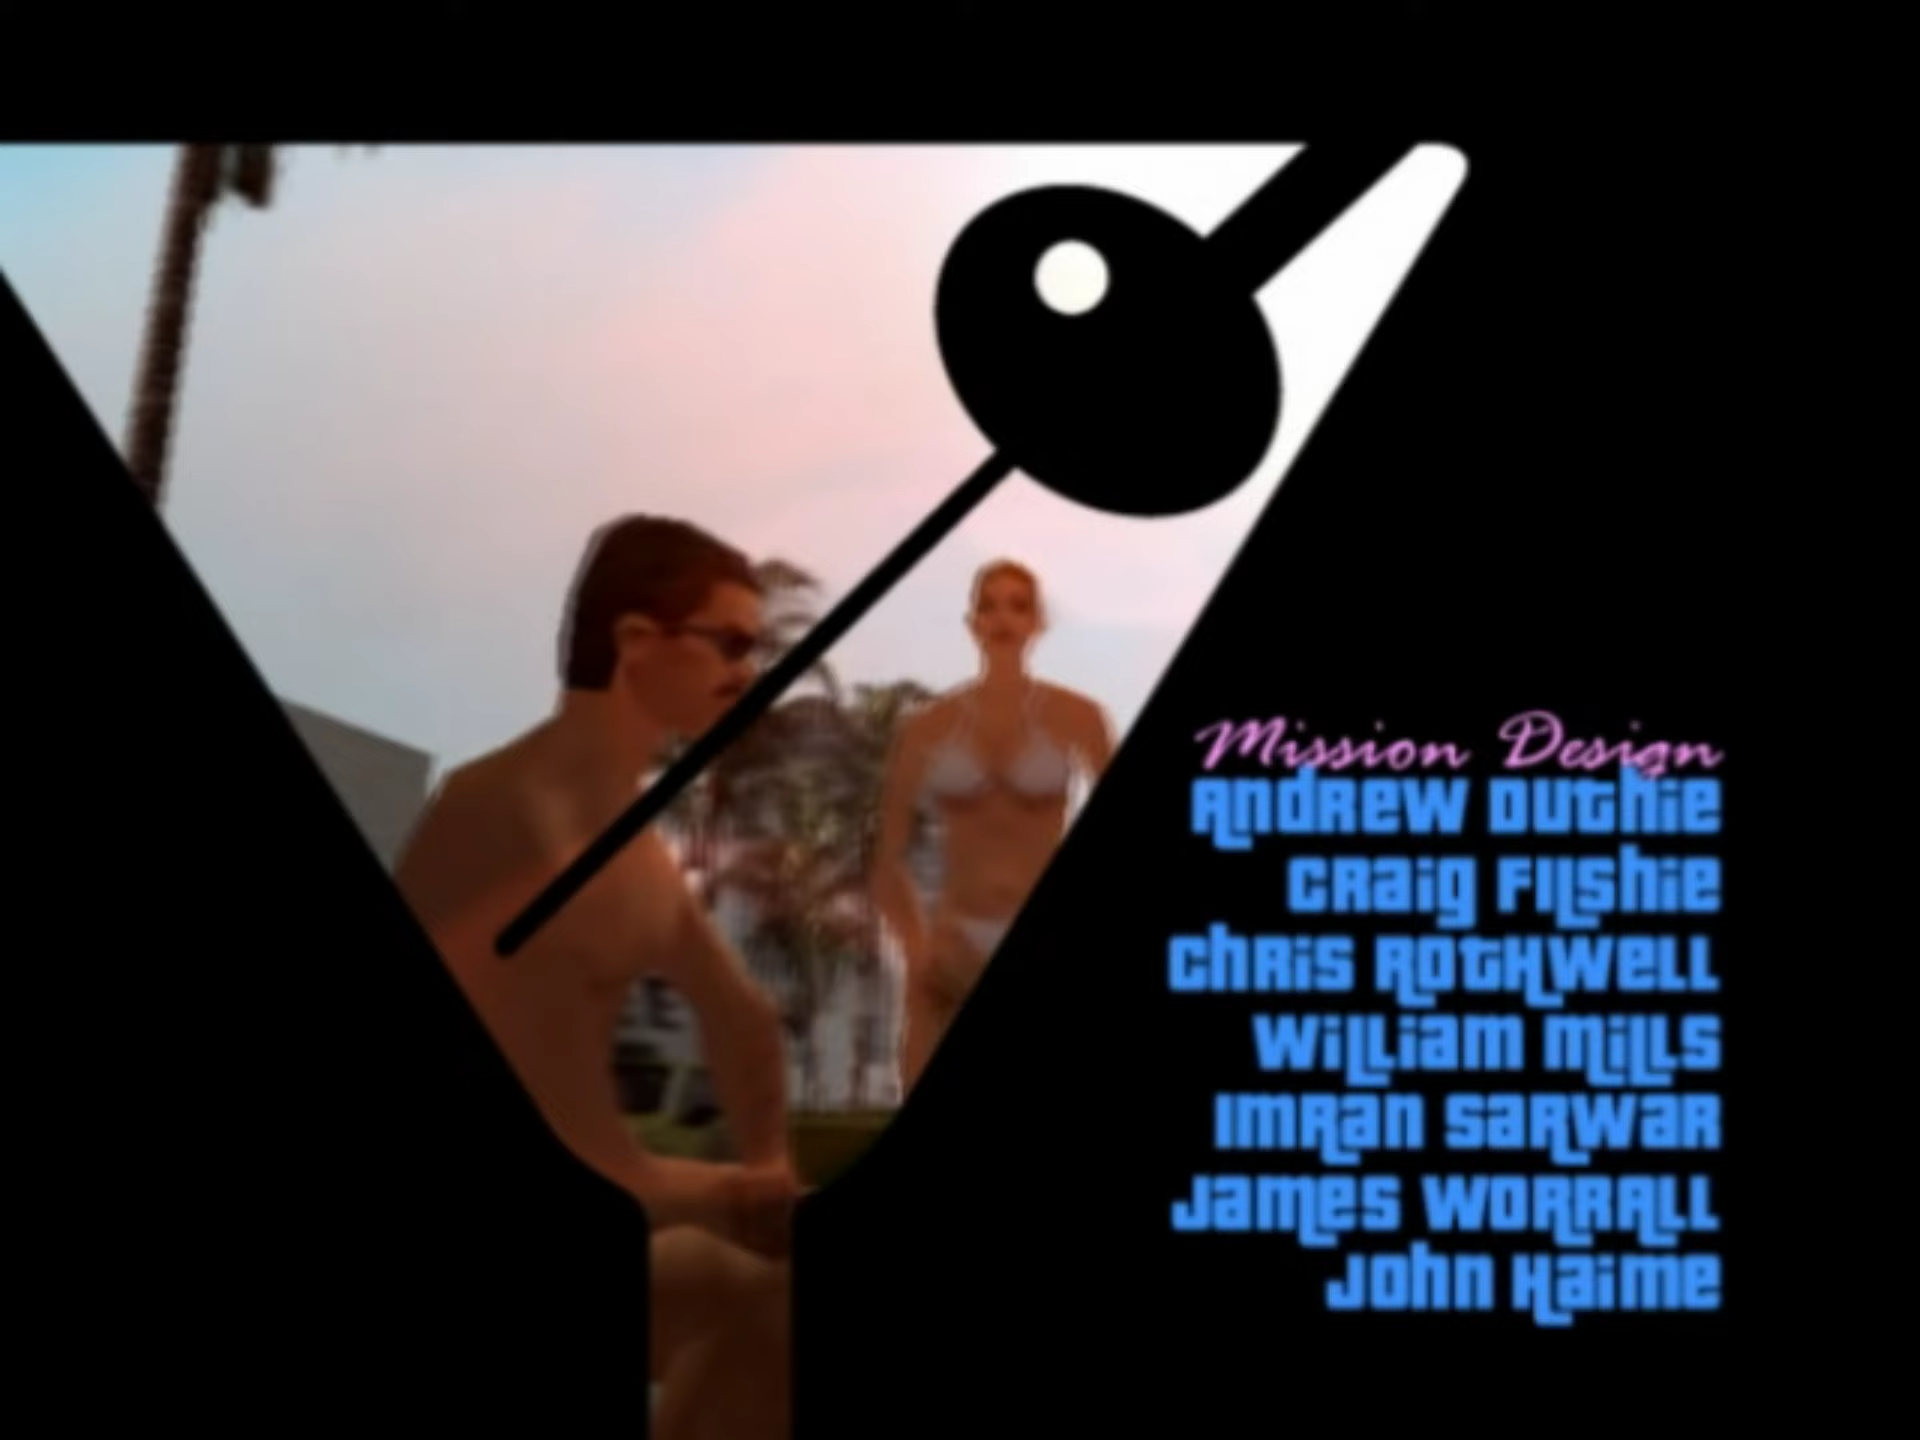 Mission Design
ANDREW DUTHIE
CRAIG FILSHIE
CHRIS ROTHWELL
WILLIAM MILLS
IMRAN SARWAR
JAMES WORRALL
JOHN HAIME